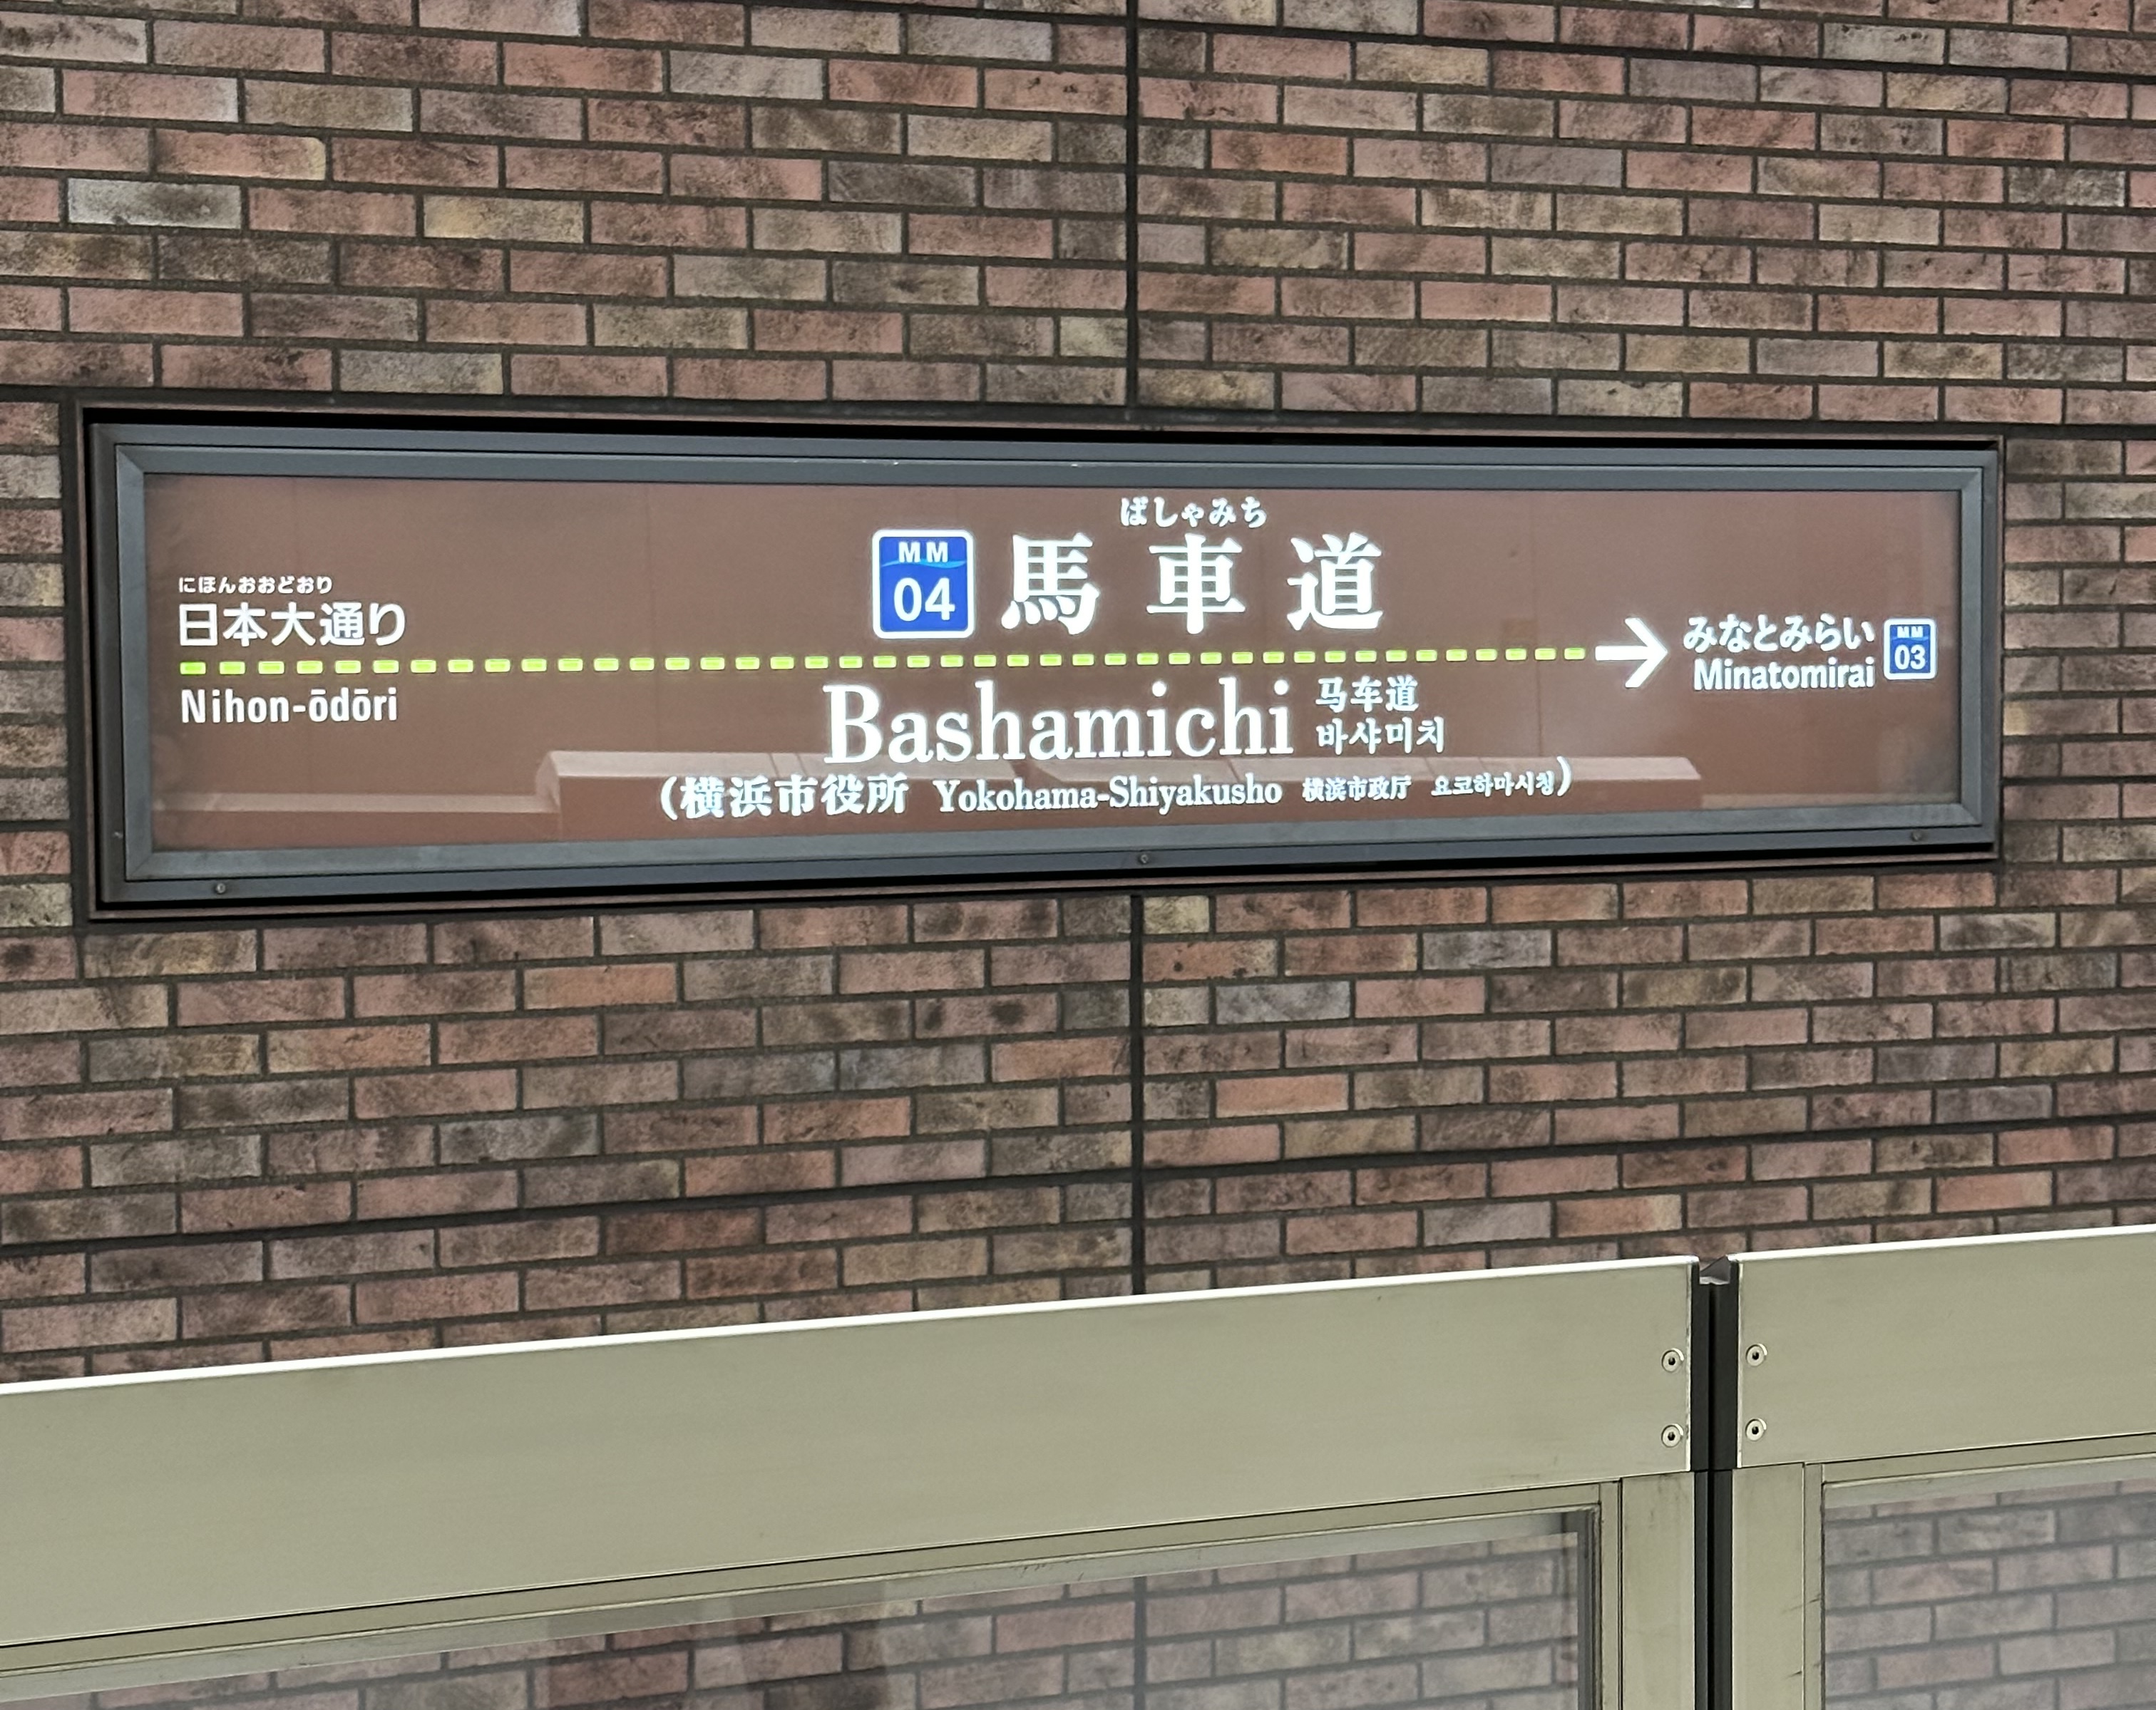 にほんおおどおり
日本大通り
Nihon-ōdōri
ばしゃみち
MM
04
馬車道
Bashamichi
马车道
바샤미치
(横浜市役所 Yokohama-Shiyakusho 横滨市政厅 요코하마시청)
みなとみらい
Minatomirai
MM
03